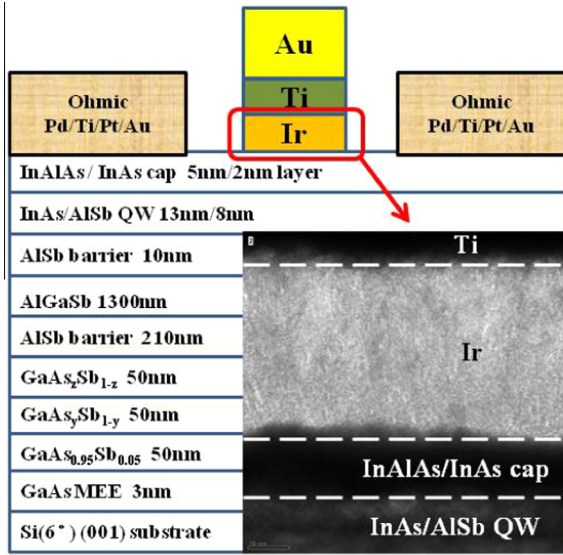 Au
Ti
Ir
Ohmic
Pd/Ti/Pt/Au
Ohmic
Pd/Ti/Pt/Au
InAlAs/ InAs cap 5nm/2nm layer
InAs/AlSb QW 13nm/8nm
AlSb barrier 10nm
AlGaSb 1300nm
AlSb barrier 210nm
GaAszSb1-z 50nm
GaAsySb1-y 50nm
GaAs0.95Sb0.05 50nm
GaAs MEE 3nm
Si(6°) (001) substrate
Ti
Ir
InAlAs/InAs cap
InAs/AlSb QW